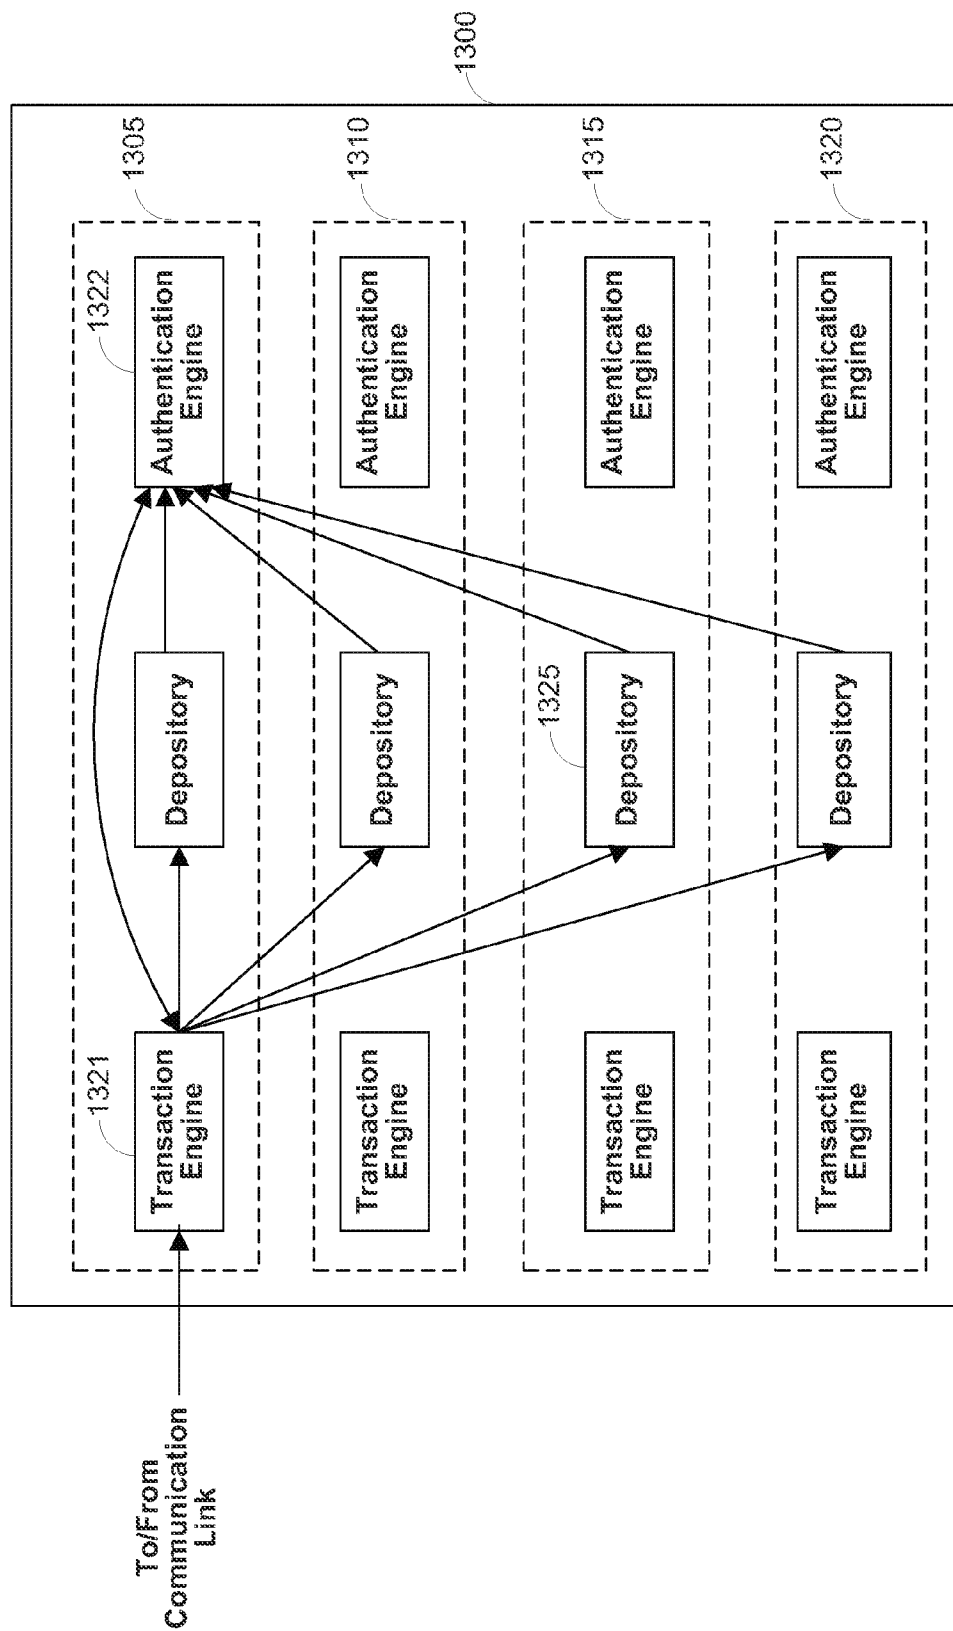 1300
1305
1322
Transaction
Engine
1321
Depository
Authentication
Engine
To/From
Communication
Link
1310
Transaction
Engine
Depository
Authentication
Engine
1315
1325
Transaction
Engine
Depository
Authentication
Engine
1320
Transaction
Engine
Depository
Authentication
Engine